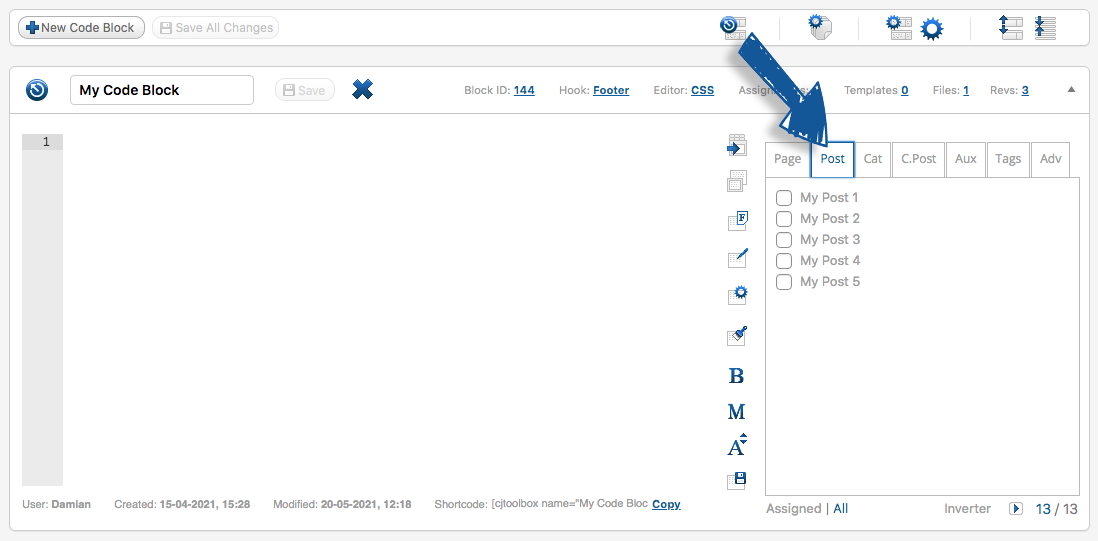 New Code Block
Save All Changes
My Code Block
Save
Block ID: 144
Hook: Footer
Editor: CSS
Templates 0
Files: 1
Revs: 3
1
Page
Post
Cat
C.Post
Aux
Tags
Adv
My Post 1
My Post 2
My Post 3
My Post 4
My Post 5
F
B
M
A
User: Damian
Created: 15-04-2021, 15:28
Modified: 20-05-2021, 12:18
Shortcode: [cjtoolbox name="My Code Bloc
Copy
Assigned | All
Inverter
13 / 13